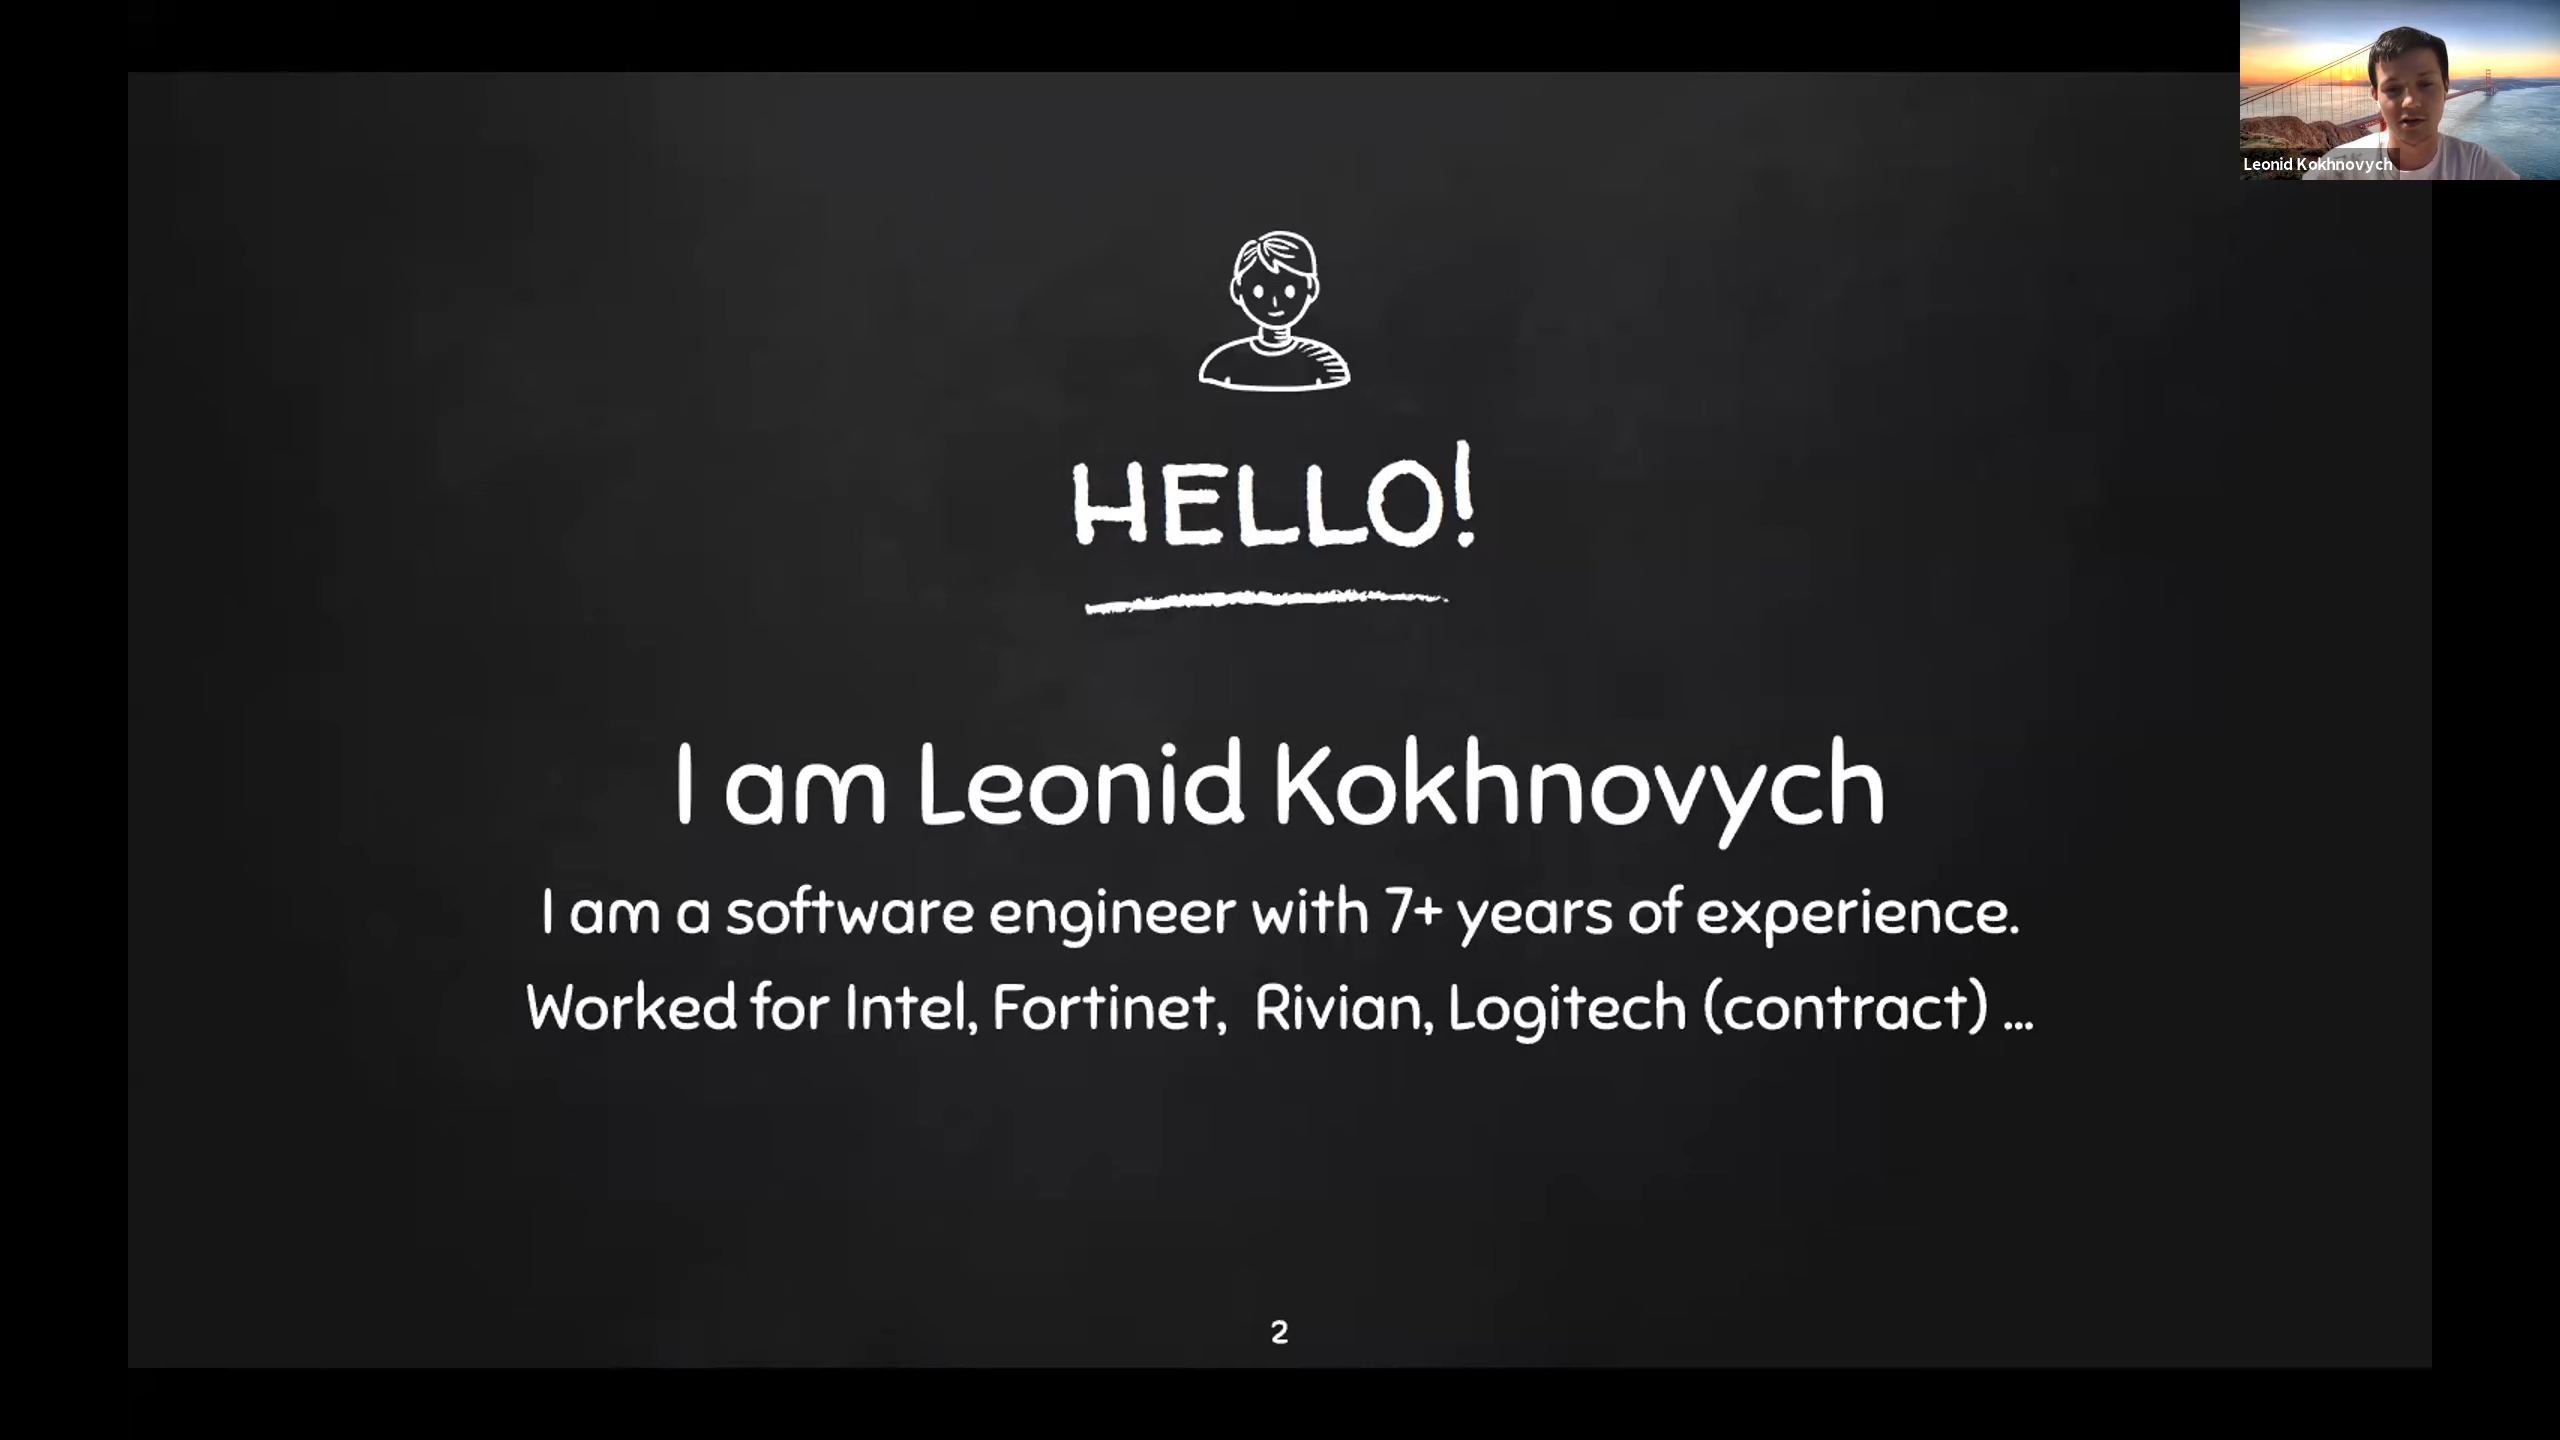 Leonid Kokhnovych
HELLO!
I am Leonid Kokhnovych
I am a software engineer with 7+ years of experience.
Worked for Intel, Fortinet,  Rivian, Logitech (contract) ...
2